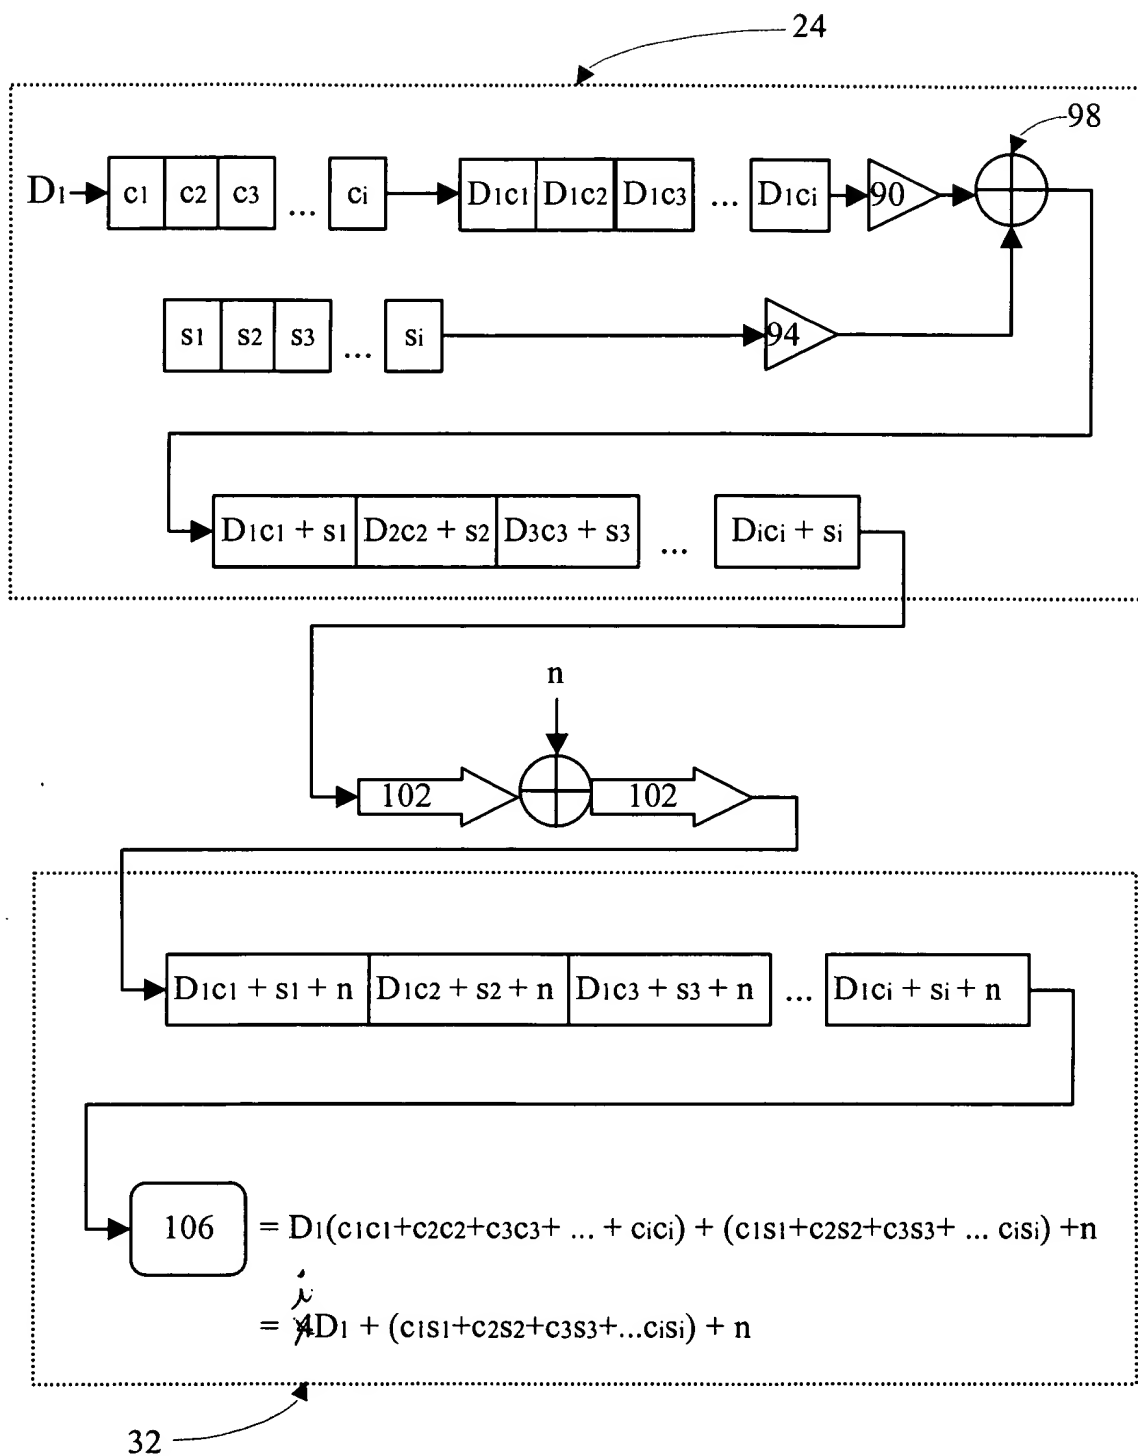 24
98
D1 c1 c2 c3 ... ci D1c1 D1c2 D1c3 ... D1ci 90
s1 s2 s3 ... si 94
D1c1 + s1 D2c2 + s2 D3c3 + s3 ... Dici + si
n
102 102
D1c1 + s1 + n D1c2 + s2 + n D1c3 + s3 + n ... D1ci + si + n
106 = D1(c1c1+c2c2+c3c3+ ... + cici) + (c1s1+c2s2+c3s3+ ... cisi) +n
i
= 4D1 + (c1s1+c2s2+c3s3+...cisi) + n
32